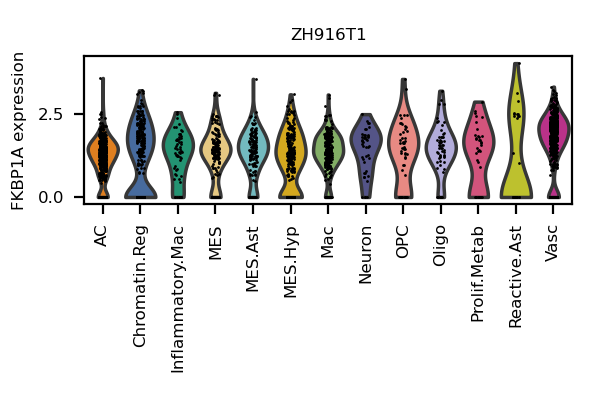 ZH916T1
FKBP1A expression
2.5
0.0
AC
Chromatin.Reg
Inflammatory.Mac
MES
MES.Ast
MES.Hyp
Mac
Neuron
OPC
Oligo
Prolif.Metab
Reactive.Ast
Vasc